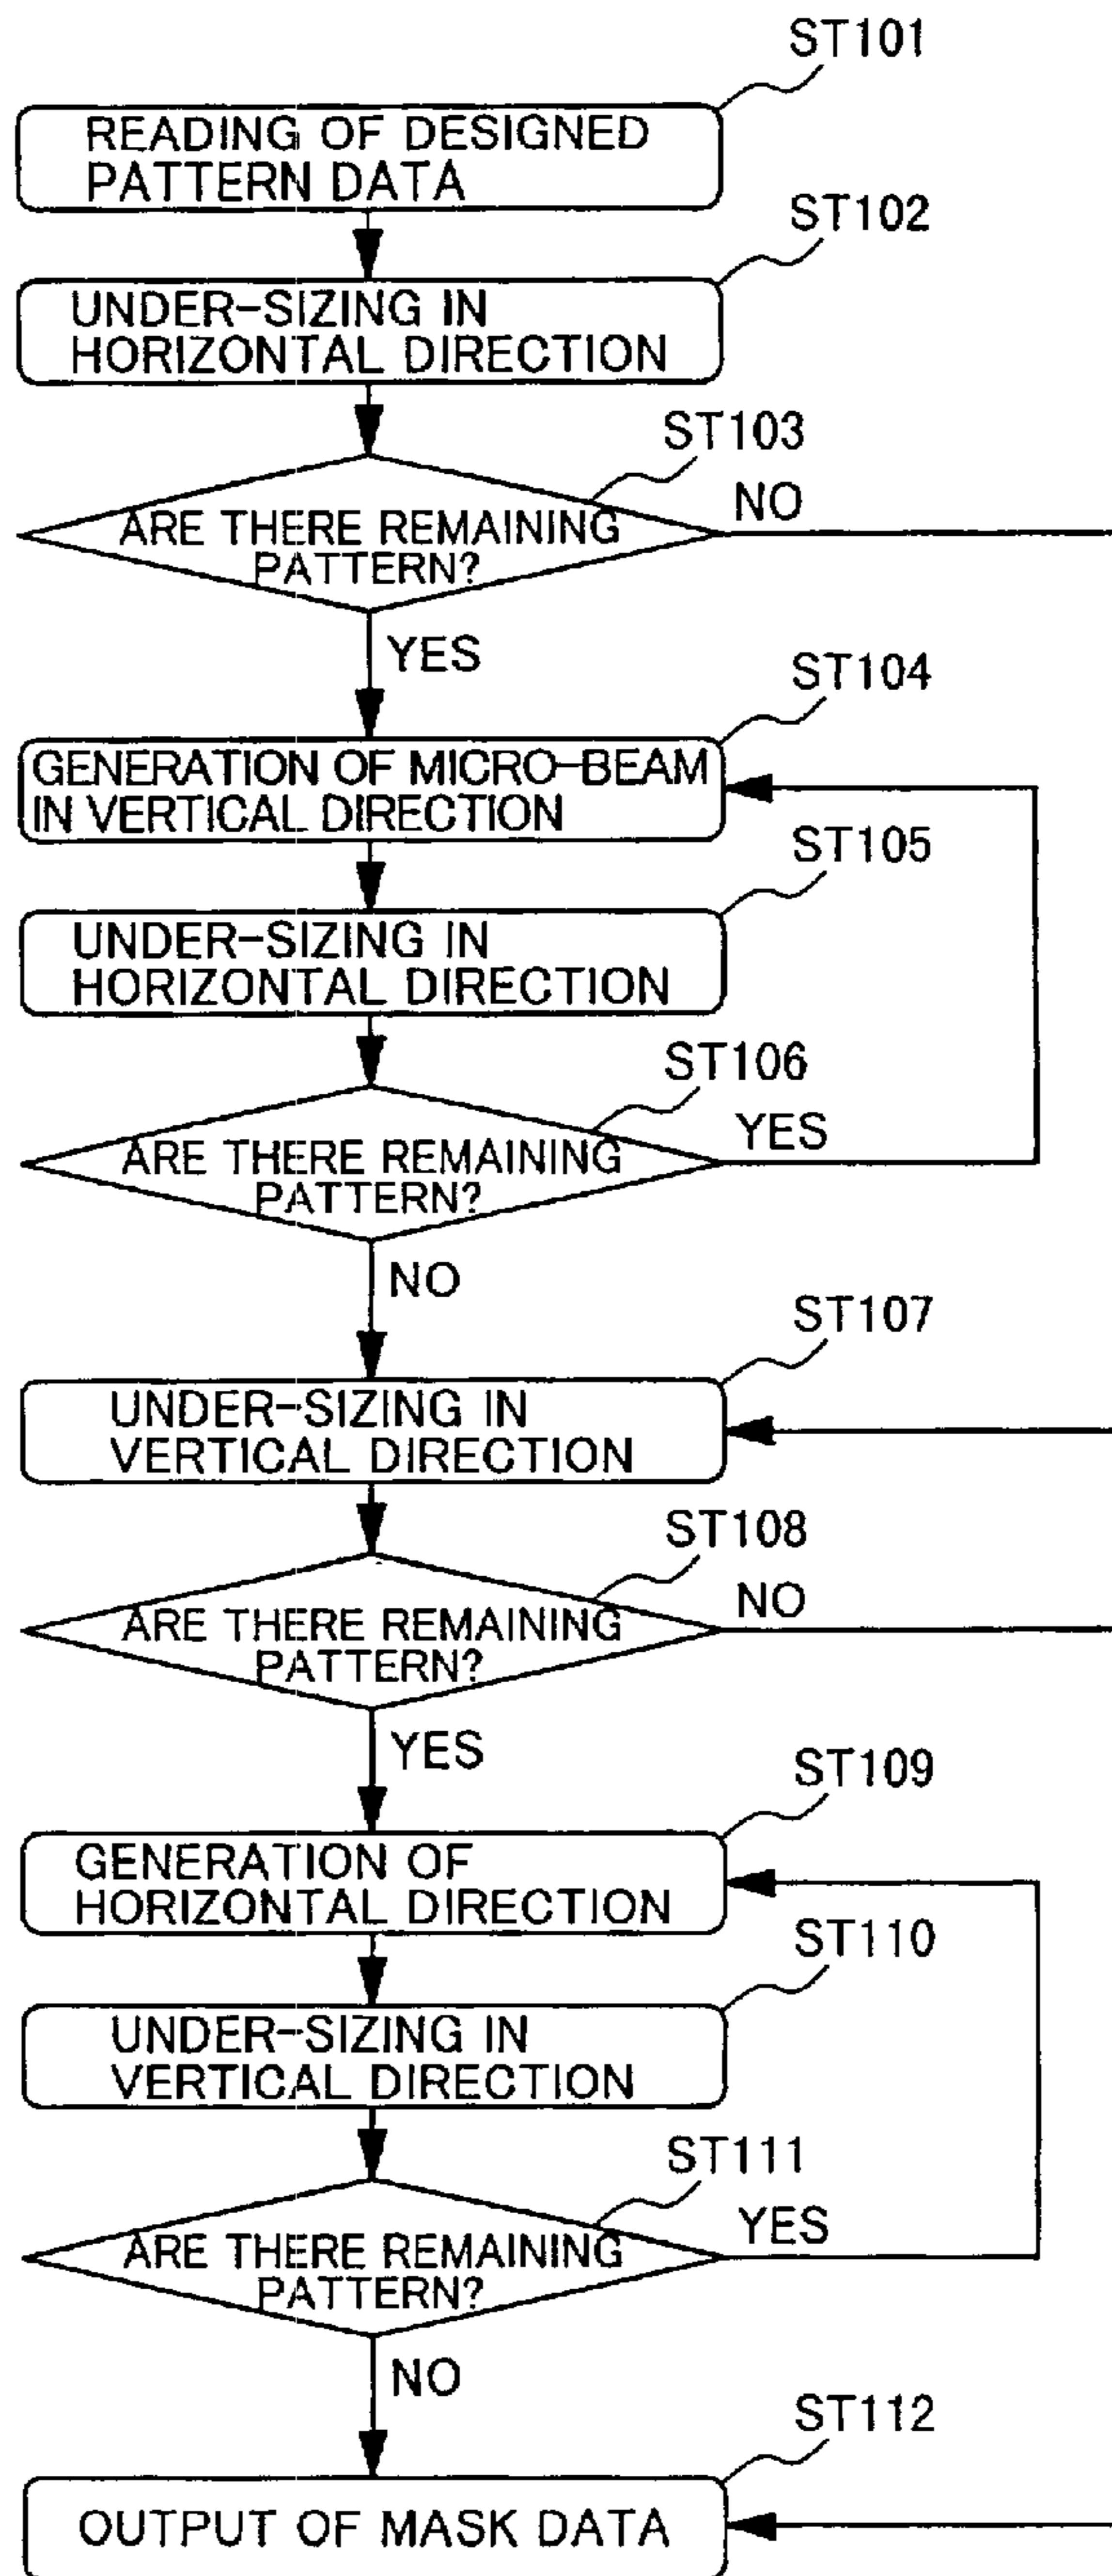 ST101
READING OF DESIGNED
PATTERN DATA
ST102
UNDER-SIZING IN
HORIZONTAL DIRECTION
ST103
ARE THERE REMAINING
PATTERN?
NO
YES
ST104
GENERATION OF MICRO-BEAM
IN VERTICAL DIRECTION
ST105
UNDER-SIZING IN
HORIZONTAL DIRECTION
ST106
ARE THERE REMAINING
PATTERN?
YES
NO
ST107
UNDER-SIZING IN
VERTICAL DIRECTION
ST108
ARE THERE REMAINING
PATTERN?
NO
YES
ST109
GENERATION OF
HORIZONTAL DIRECTION
ST110
UNDER-SIZING IN
VERTICAL DIRECTION
ST111
ARE THERE REMAINING
PATTERN?
YES
NO
ST112
OUTPUT OF MASK DATA